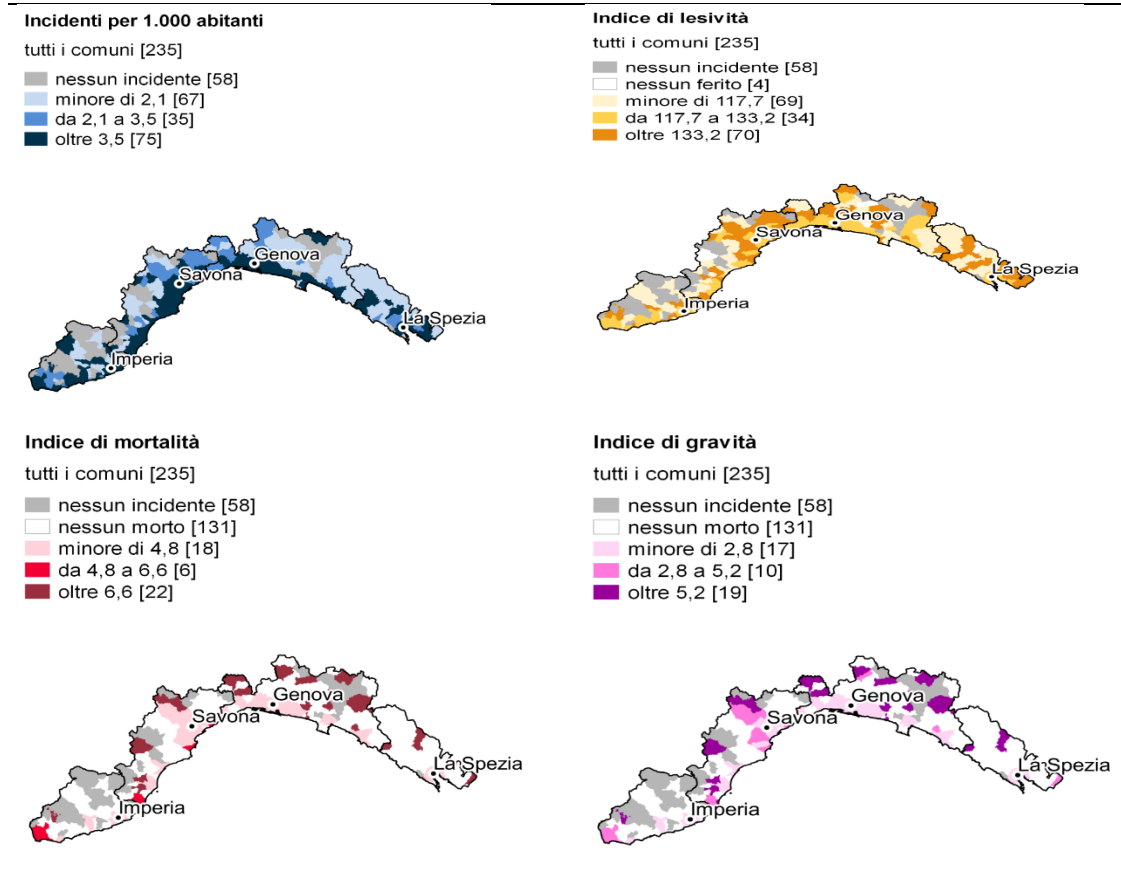 Incidenti per 1.000 abitanti
tutti i comuni [235]
nessun incidente [58]
minore di 2,1 [67]
da 2,1 a 3,5 [35]
oltre 3,5 [75]
Genova
Savona
La Spezia
Imperia
Indice di lesività
tutti i comuni [235]
nessun incidente [58]
nessun ferito [4]
minore di 117,7 [69]
da 117,7 a 133,2 [34]
oltre 133,2 [70]
Genova
Savona
La Spezia
Imperia
Indice di mortalità
tutti i comuni [235]
nessun incidente [58]
nessun morto [131]
minore di 4,8 [18]
da 4,8 a 6,6 [6]
oltre 6,6 [22]
Genova
Savona
La Spezia
Imperia
Indice di gravità
tutti i comuni [235]
nessun incidente [58]
nessun morto [131]
minore di 2,8 [17]
da 2,8 a 5,2 [10]
oltre 5,2 [19]
Genova
Savona
La Spezia
Imperia